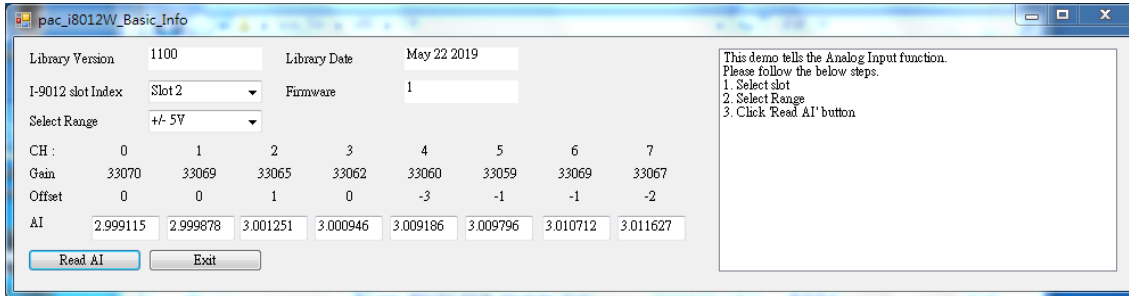 pac_i8012W_Basic_Info
Library Version 1100 Library Date May 22 2019
I-9012 slot Index Slot 2 Firmware 1
Select Range +/- 5V
CH : 0 1 2 3 4 5 6 7
Gain 33070 33069 33065 33062 33060 33059 33069 33067
Offset 0 0 1 0 -3 -1 -1 -2
AI 2.999115 2.999878 3.001251 3.000946 3.009186 3.009796 3.010712 3.011627
Read AI Exit
This demo tells the Analog Input function.
Please follow the below steps.
1. Select slot
2. Select Range
3. Click 'Read AI' button